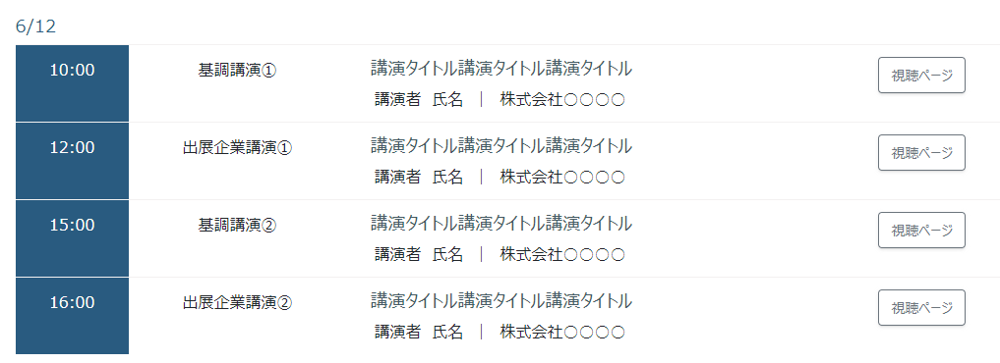 6/12
10:00 基調講演① 講演タイトル講演タイトル講演タイトル 視聴ページ
講演者 氏名 | 株式会社○○○○
12:00 出展企業講演① 講演タイトル講演タイトル講演タイトル 視聴ページ
講演者 氏名 | 株式会社○○○○
15:00 基調講演② 講演タイトル講演タイトル講演タイトル 視聴ページ
講演者 氏名 | 株式会社○○○○
16:00 出展企業講演② 講演タイトル講演タイトル講演タイトル 視聴ページ
講演者 氏名 | 株式会社○○○○